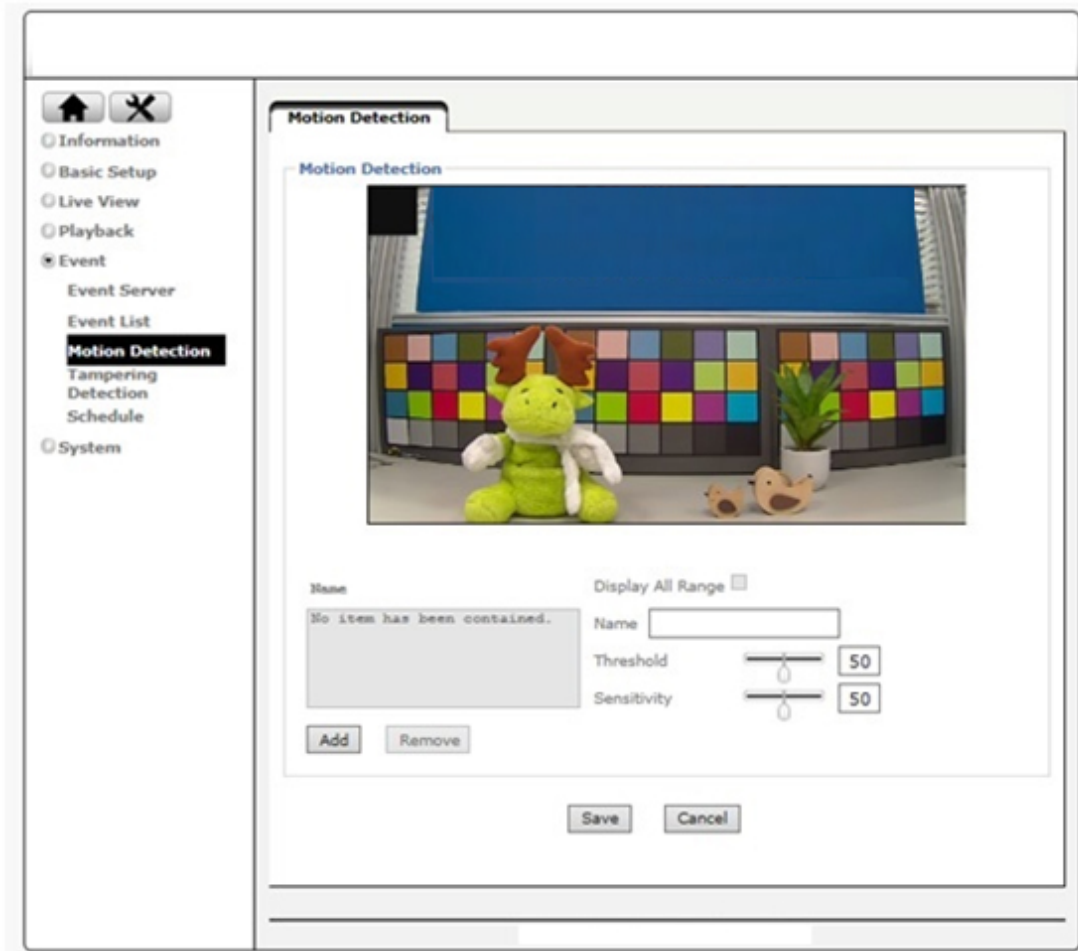 Information
Basic Setup
Live View
Playback
Event
Event Server
Event List
Motion Detection
Tampering
Detection
Schedule
System
Motion Detection
Motion Detection
Name
No item has been contained.
Add
Remove
Display All Range
Name
Threshold
50
Sensitivity
50
Save
Cancel